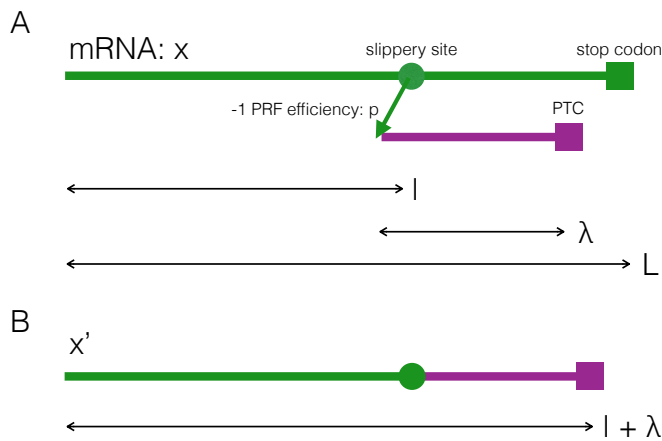 A
mRNA: x
slippery site
stop codon
-1 PRF efficiency: p
PTC
l
λ
L
B
x'
l + λ